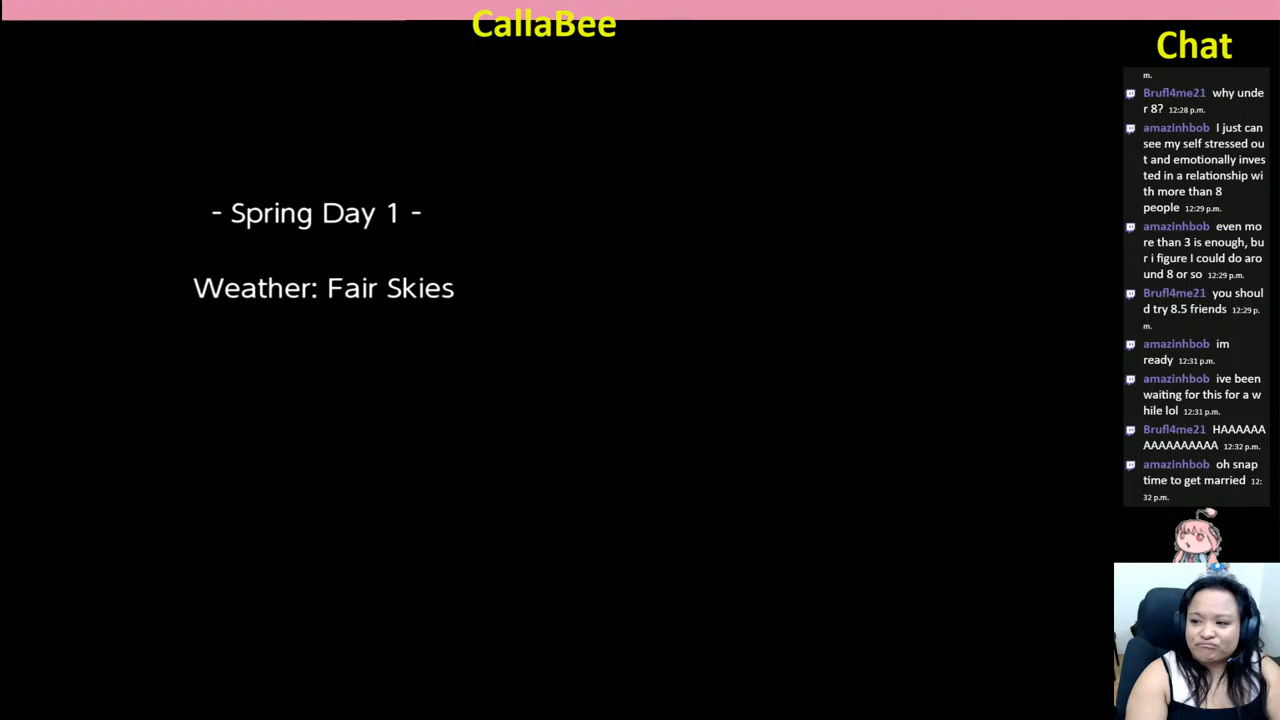 CallaBee
Chat
- Spring Day 1 -
Weather: Fair Skies
m.
Brufl4me21 why unde
r 8? 12:28 p.m.
amazinhbob I just can
see my self stressed ou
t and emotionally inves
ted in a relationship wi
th more than 8
people 12:29 p.m.
amazinhbob even mo
re than 3 is enough, bu
r i figure I could do aro
und 8 or so 12:29 p.m.
Brufl4me21 you shoul
d try 8.5 friends 12:29 p.
m.
amazinhbob im
ready 12:31 p.m.
amazinhbob ive been
waiting for this for a w
hile lol 12:31 p.m.
Brufl4me21 HAAAAAA
AAAAAAAAAA 12:32 p.m.
amazinhbob oh snap
time to get married 12:
32 p.m.